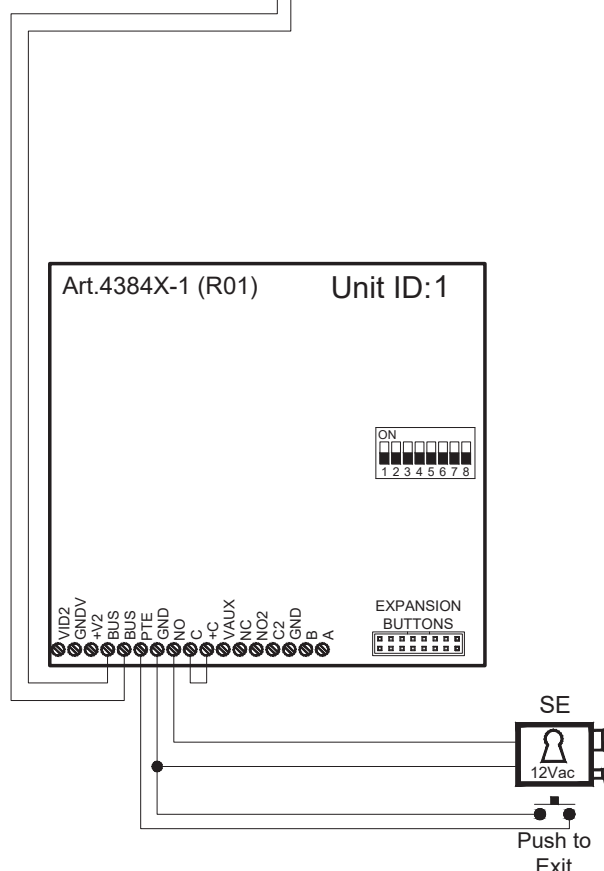 Art.4384X-1 (R01)
Unit ID:1
ON
1 2 3 4 5 6 7 8
VID2
GNDV
+V2
BUS
BUS
PTE
GND
NO
C
+C
VAUX
NC
NO2
C2
GND
B
A
EXPANSION
BUTTONS
SE
12Vac
Push to
Exit